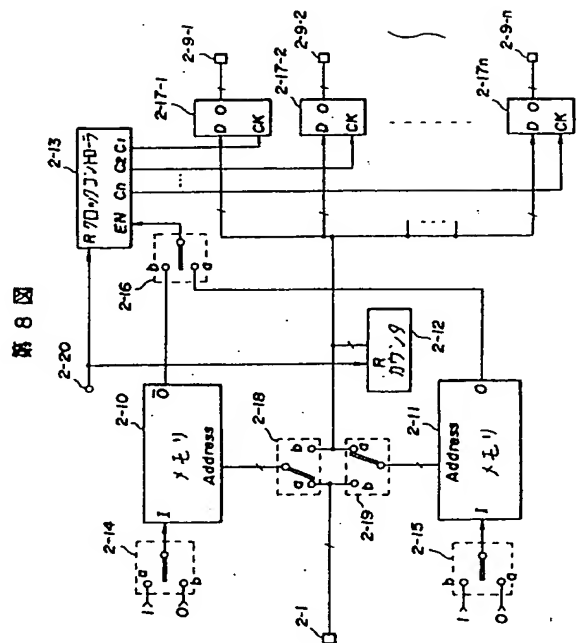 第 8 図
2-20
2-13
R クロックコントローラ
EN Cn C2 C1
2-16
b
a
2-10
メモリ
I
O̅
Address
2-14
a
b
1
0
2-18
a
b
2-19
b
a
2-1
R
カウンタ
2-12
2-11
Address
メモリ
I
O
2-15
b
a
1
0
2-17-1
D O
CK
2-9-1
2-17-2
D O
CK
2-9-2
2-17n
D O
CK
2-9-n